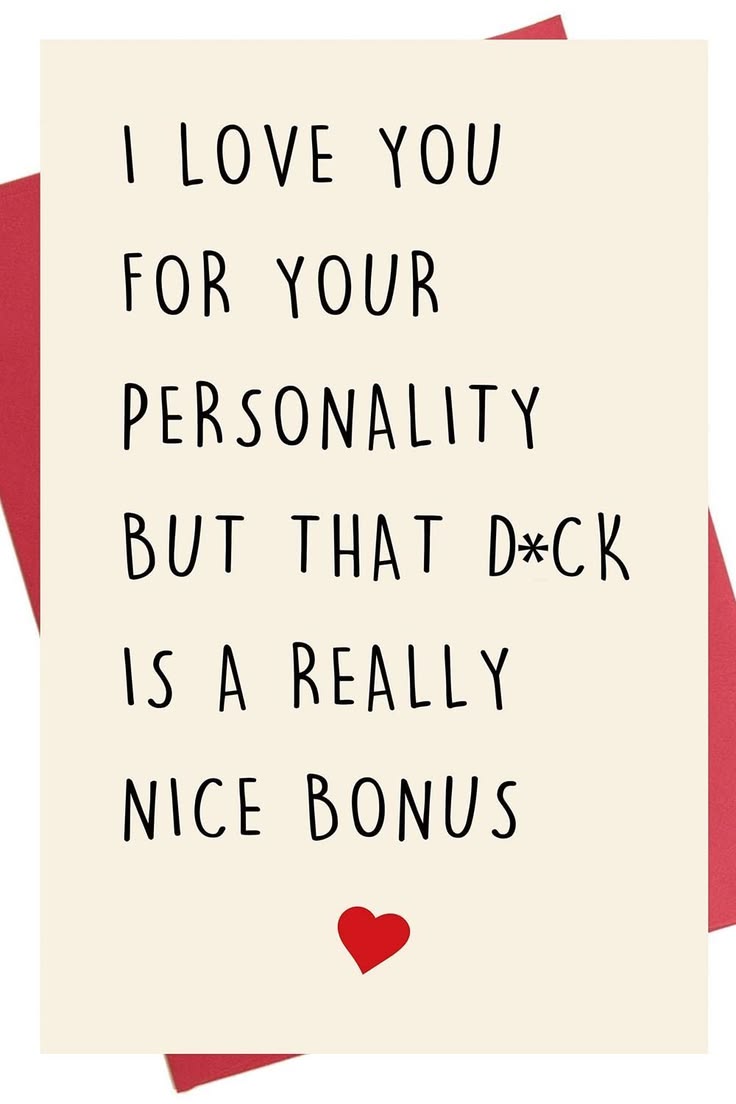 I LOVE YOU
FOR YOUR
PERSONALITY
BUT THAT D*CK
IS A REALLY
NICE BONUS